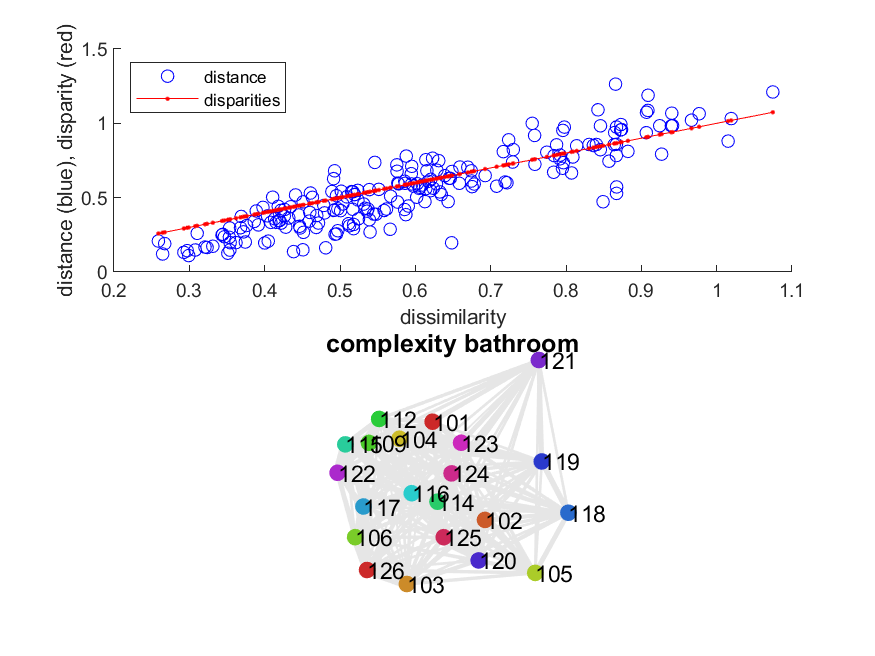 distance (blue), disparity (red)
1.5
1
0.5
0
distance
disparities
0.2 0.3 0.4 0.5 0.6 0.7 0.8 0.9 1 1.1
dissimilarity
complexity bathroom
121
112 101
115 109 104 123
119
122 124
116
117 114 118
102
106 125
120
126 105
103